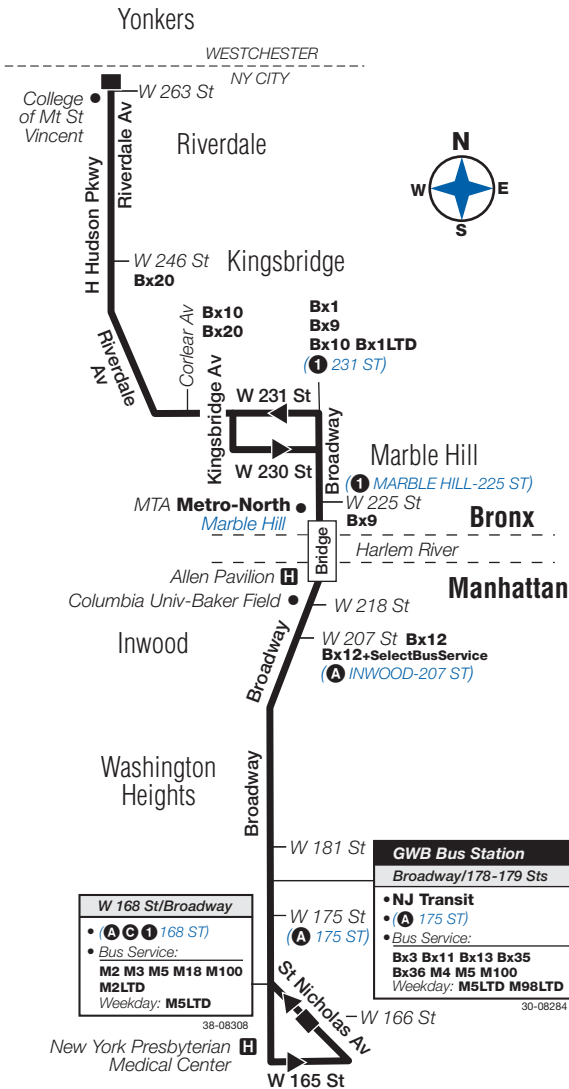 Yonkers
WESTCHESTER
NY CITY
W 263 St
College
of Mt St
Vincent
Riverdale Av
H Hudson Pkwy
Riverdale
N
W
E
S
W 246 St
Bx20
Kingsbridge
Riverdale
Av
Corlear Av
Bx10
Bx20
Kingsbridge Av
Bx1
Bx9
Bx10 Bx1LTD
(1 231 ST)
W 231 St
W 230 St
Broadway
Marble Hill
(1 MARBLE HILL-225 ST)
MTA Metro-North
Marble Hill
W 225 St
Bx9
Bronx
Bridge
Harlem River
Manhattan
Allen Pavilion H
Columbia Univ-Baker Field
W 218 St
Inwood
W 207 St Bx12
Bx12+SelectBusService
(A INWOOD-207 ST)
Broadway
Washington
Heights
Broadway
W 181 St
GWB Bus Station
Broadway/178-179 Sts
• NJ Transit
• (A 175 ST)
• Bus Service:
Bx3 Bx11 Bx13 Bx35
Bx36 M4 M5 M100
Weekday: M5LTD M98LTD
30-08284
W 175 St
(A 175 ST)
W 168 St/Broadway
• (A C 1 168 ST)
• Bus Service:
M2 M3 M5 M18 M100
M2LTD
Weekday: M5LTD
38-08308
St Nicholas Av
W 166 St
New York Presbyterian H
Medical Center
W 165 St